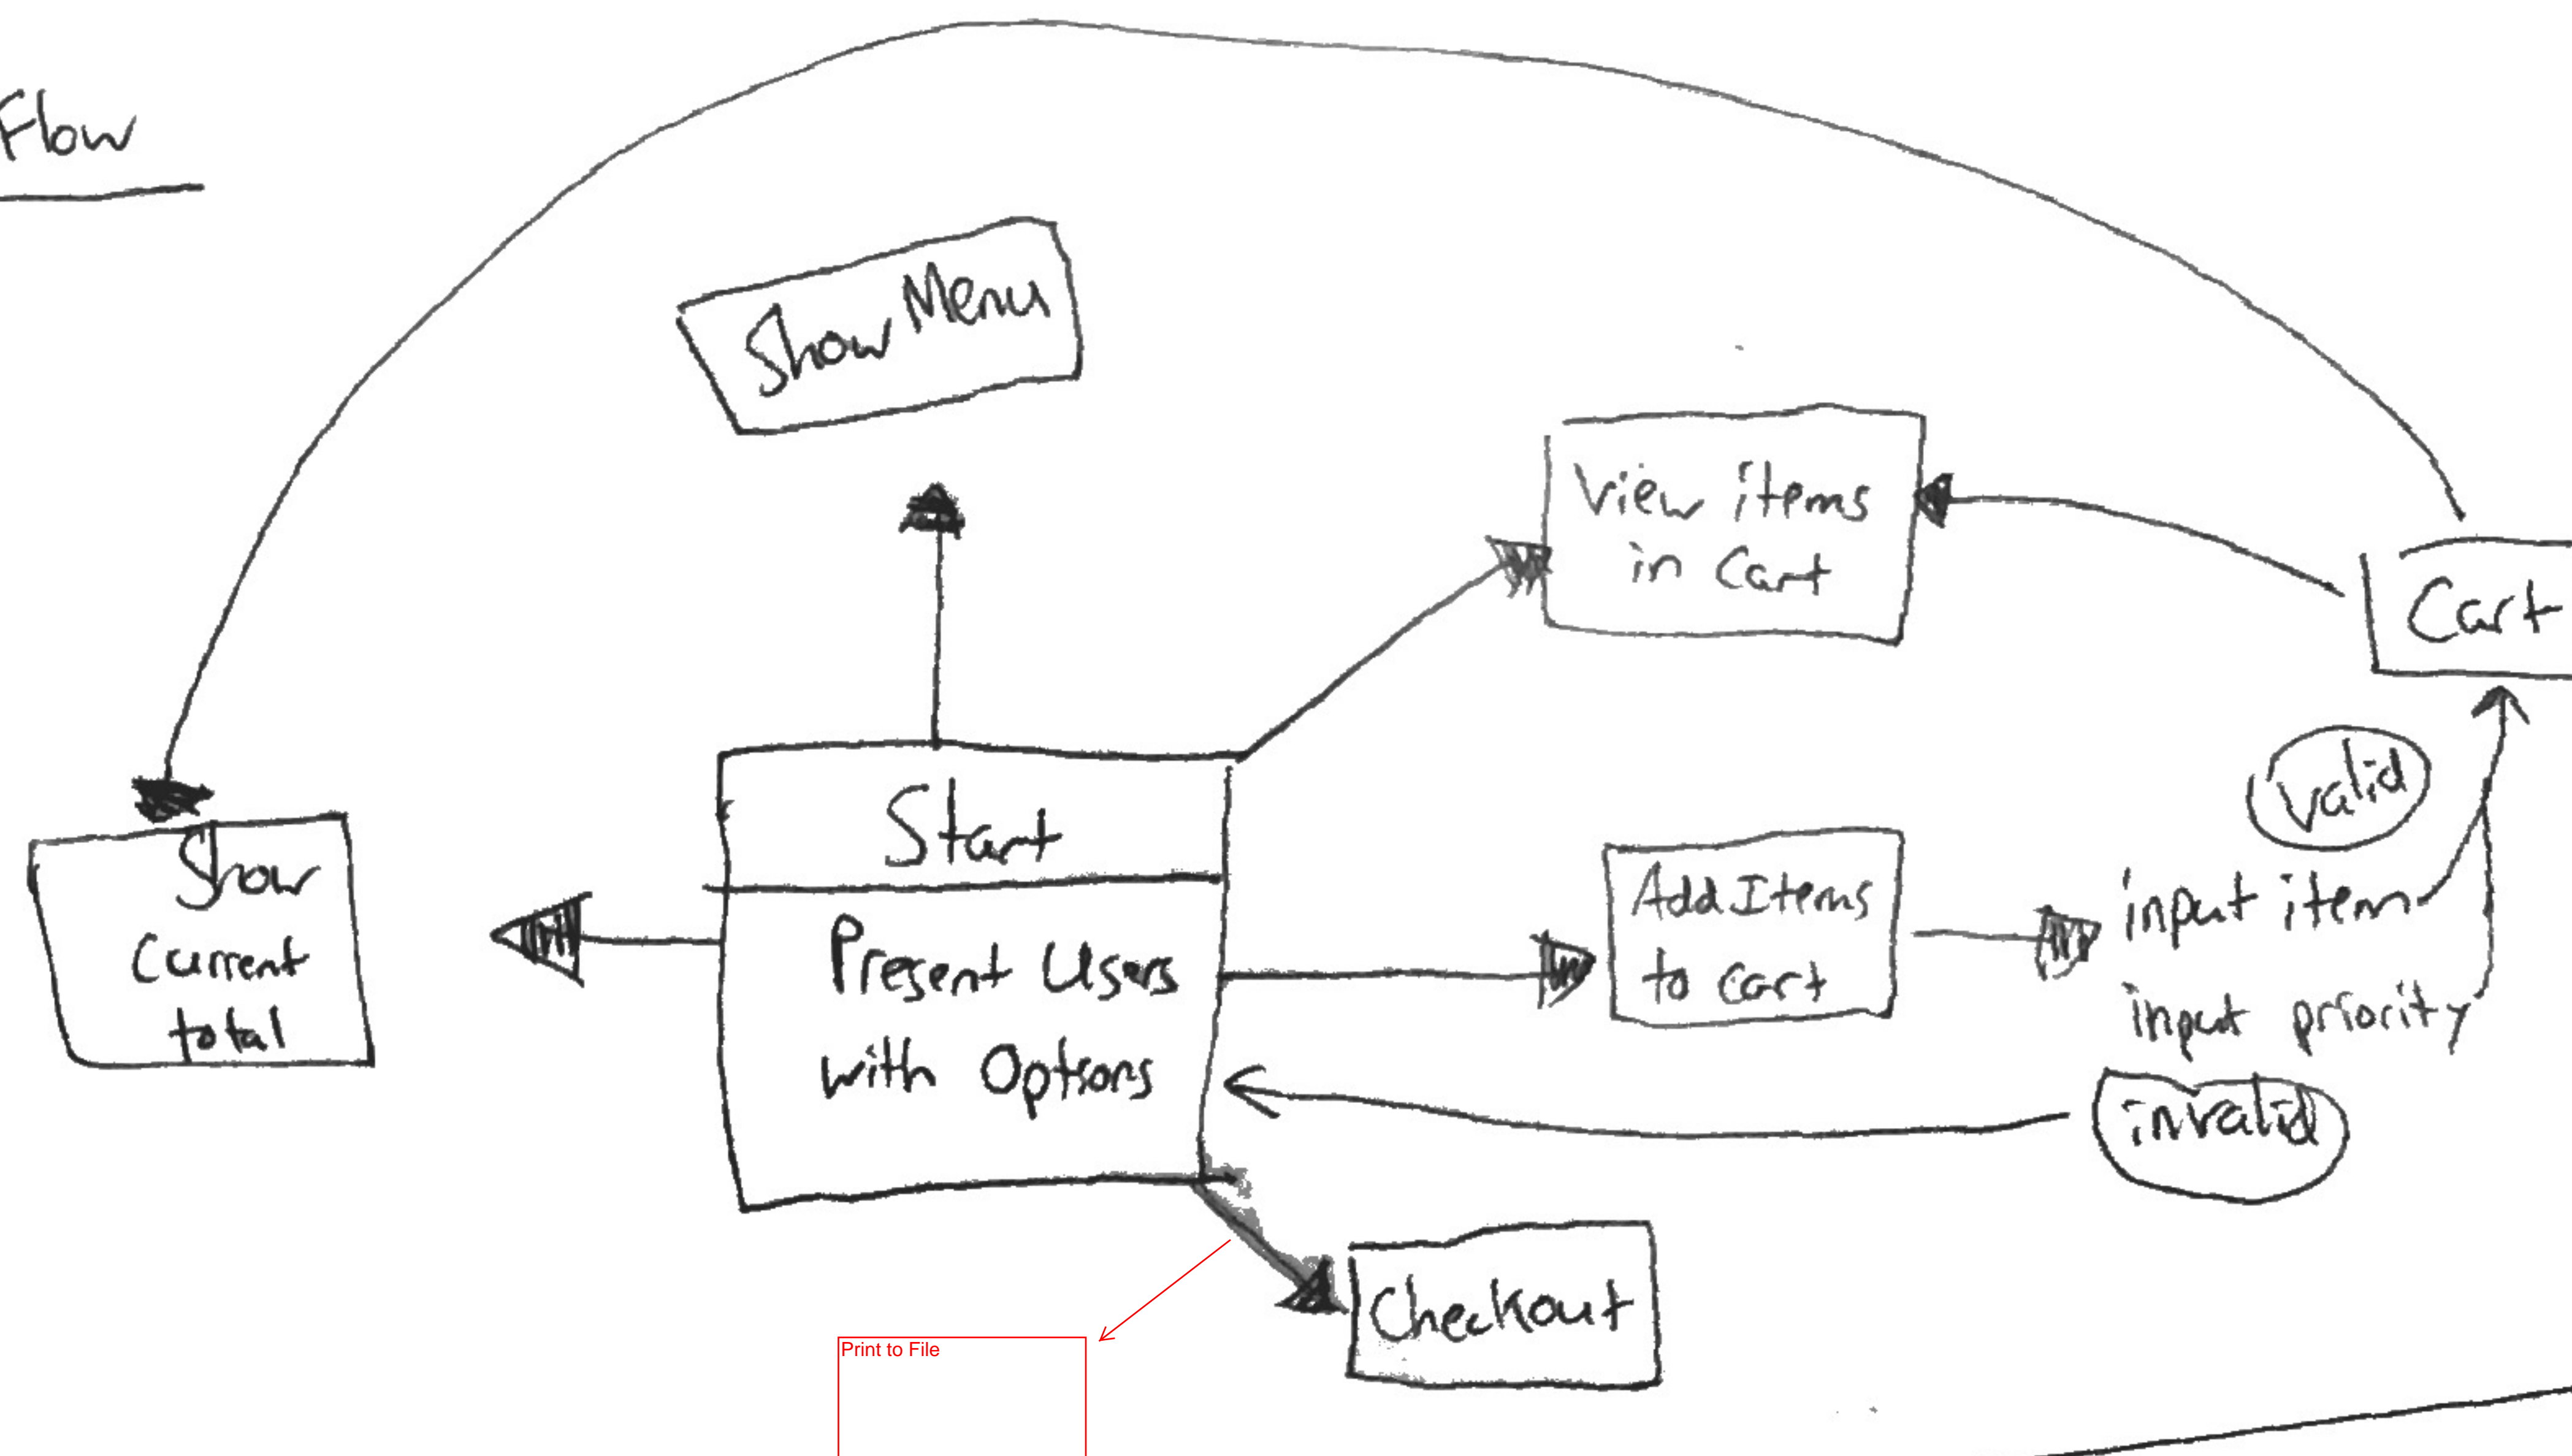 Flow
Show Menu
View items
in Cart
Cart
valid
Start
Show
Current
total
Present Users
with Optsons
Add Items
to cart
input item
input priority
invalid
Checkout
Print to File